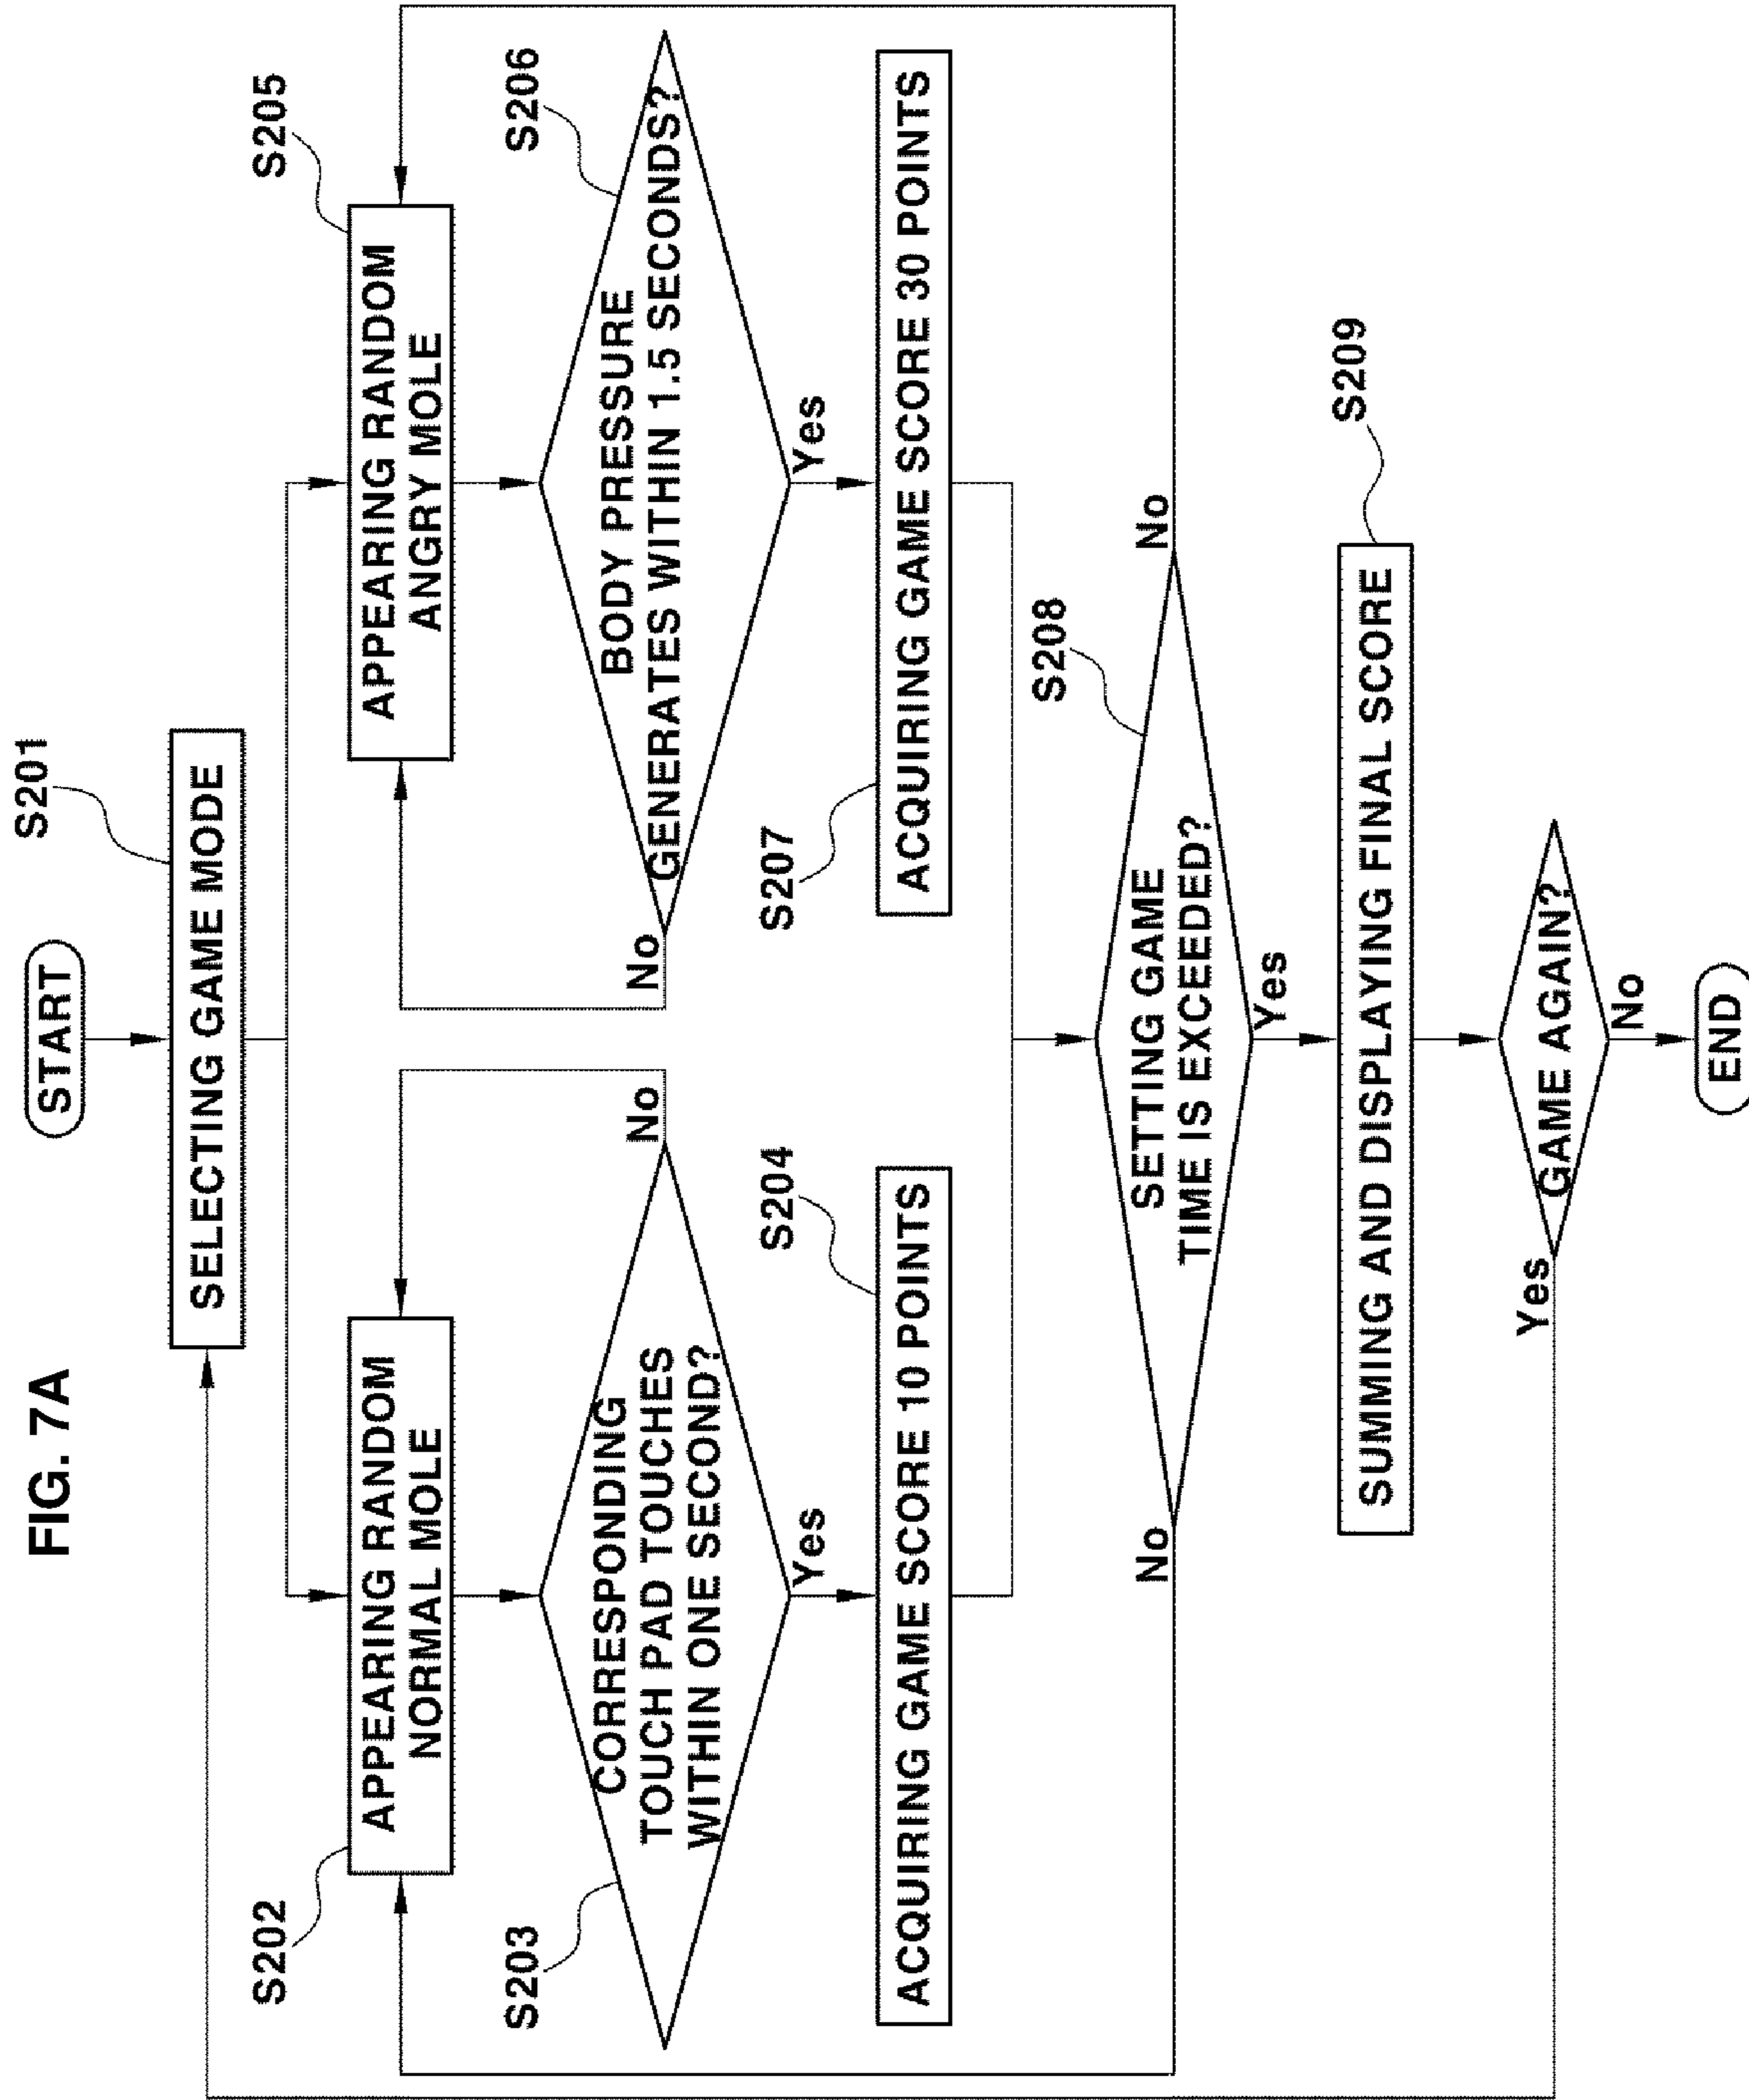 FIG. 7A
START
S201
SELECTING GAME MODE
S202
APPEARING RANDOM
NORMAL MOLE
S205
APPEARING RANDOM
ANGRY MOLE
S203
CORRESPONDING
TOUCH PAD TOUCHES
WITHIN ONE SECOND?
No
Yes
S206
BODY PRESSURE
GENERATES WITHIN 1.5 SECONDS?
No
Yes
S204
ACQUIRING GAME SCORE 10 POINTS
S207
ACQUIRING GAME SCORE 30 POINTS
S208
SETTING GAME
TIME IS EXCEEDED?
No
No
Yes
S209
SUMMING AND DISPLAYING FINAL SCORE
GAME AGAIN?
Yes
No
END